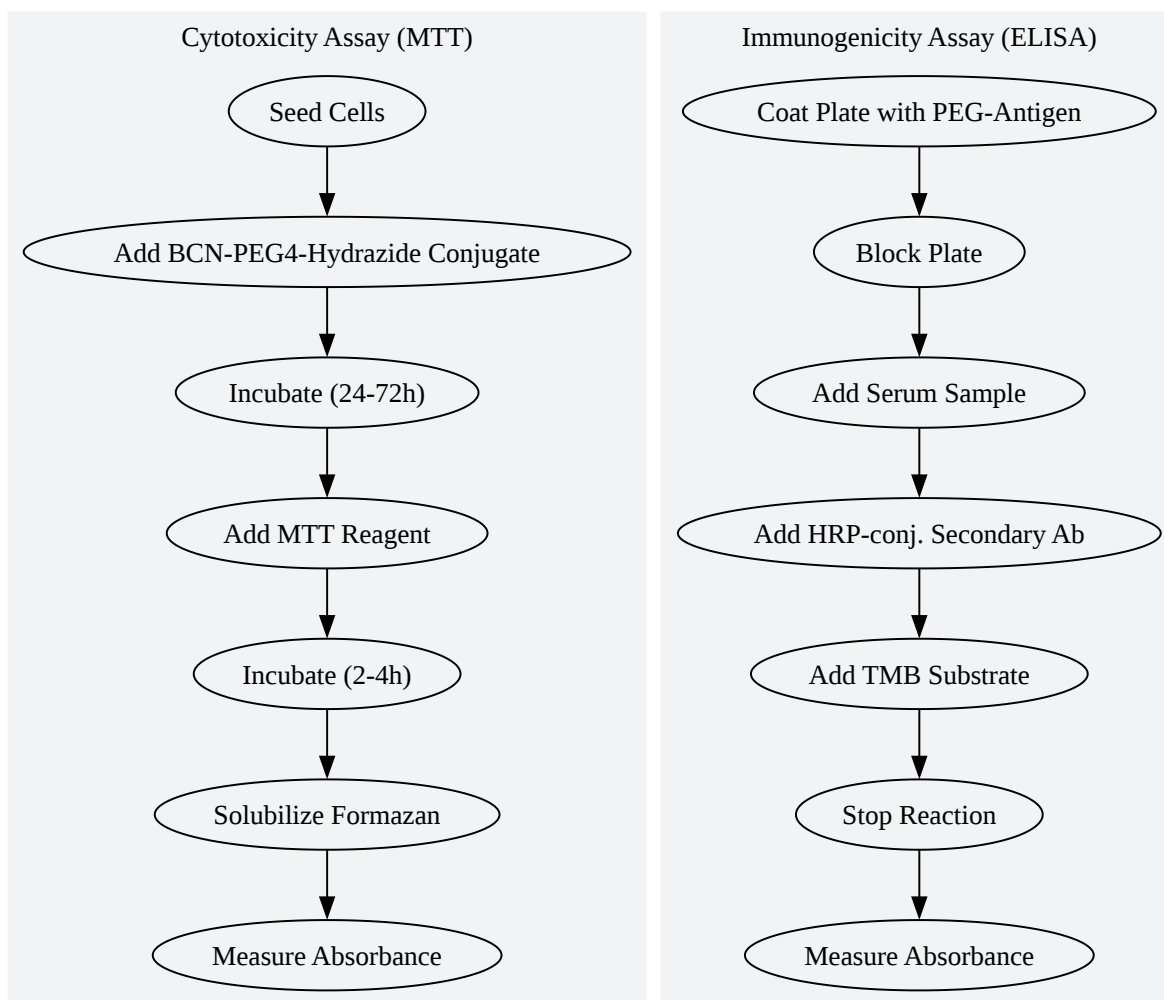 Cytotoxicity Assay (MTT)
Seed Cells
Add BCN-PEG4-Hydrazide Conjugate
Incubate (24-72h)
Add MTT Reagent
Incubate (2-4h)
Solubilize Formazan
Measure Absorbance
Immunogenicity Assay (ELISA)
Coat Plate with PEG-Antigen
Block Plate
Add Serum Sample
Add HRP-conj. Secondary Ab
Add TMB Substrate
Stop Reaction
Measure Absorbance